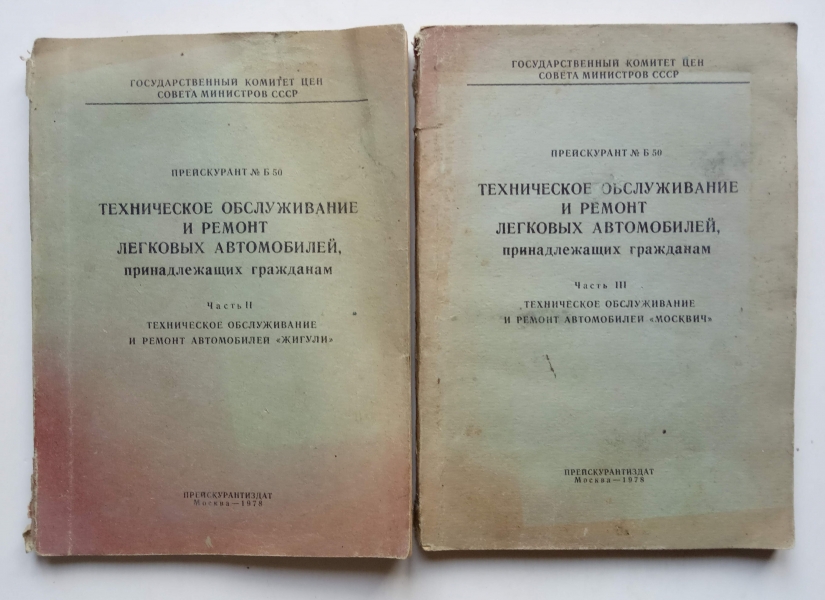 ГОСУДАРСТВЕННЫЙ КОМИТЕТ ЦЕН
СОВЕТА МИНИСТРОВ СССР
ПРЕЙСКУРАНТ № Б 50
ТЕХНИЧЕСКОЕ ОБСЛУЖИВАНИЕ
И РЕМОНТ
ЛЕГКОВЫХ АВТОМОБИЛЕЙ,
принадлежащих гражданам
Часть II
ТЕХНИЧЕСКОЕ ОБСЛУЖИВАНИЕ
И РЕМОНТ АВТОМОБИЛЕЙ «ЖИГУЛИ»
ПРЕЙСКУРАНТИЗДАТ
Москва—1978
ГОСУДАРСТВЕННЫЙ КОМИТЕТ ЦЕН
СОВЕТА МИНИСТРОВ СССР
ПРЕЙСКУРАНТ № Б 50
ТЕХНИЧЕСКОЕ ОБСЛУЖИВАНИЕ
И РЕМОНТ
ЛЕГКОВЫХ АВТОМОБИЛЕЙ,
принадлежащих гражданам
Часть III
ТЕХНИЧЕСКОЕ ОБСЛУЖИВАНИЕ
И РЕМОНТ АВТОМОБИЛЕЙ «МОСКВИЧ»
ПРЕЙСКУРАНТИЗДАТ
Москва—1978